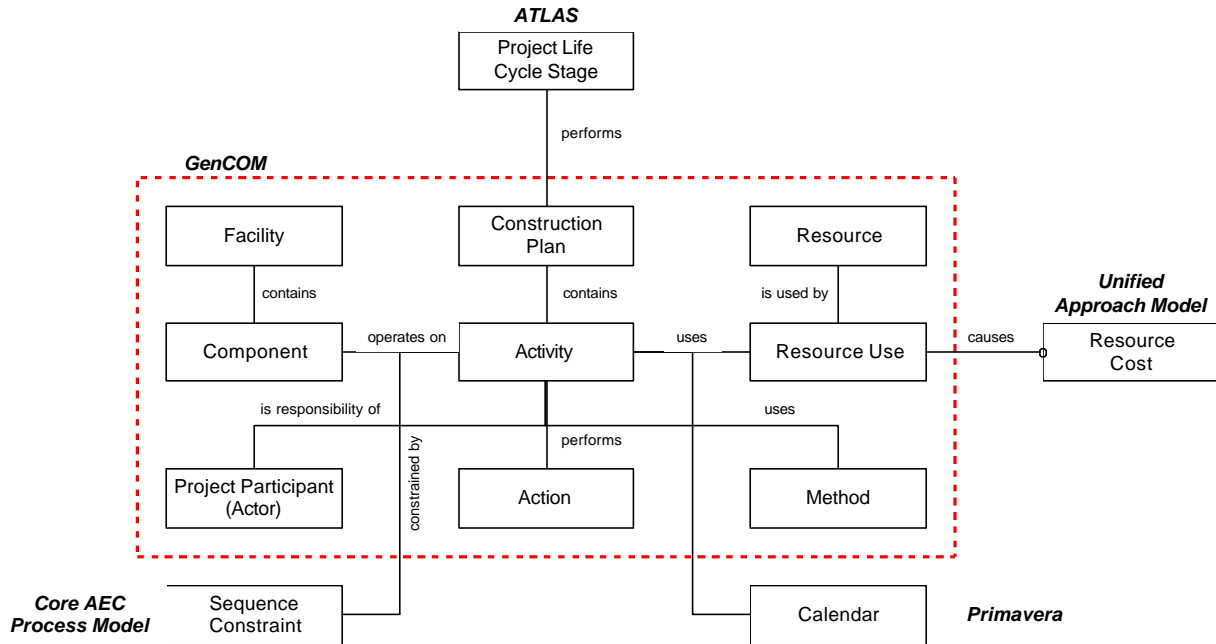 ATLAS
Project Life
Cycle Stage
performs
GenCOM
Facility
Construction
Plan
Resource
contains
contains
is used by
Unified
Approach Model
Component
operates on
Activity
uses
Resource Use
causes
Resource
Cost
is responsibility of
uses
constrained by
performs
Project Participant
(Actor)
Action
Method
Core AEC
Process Model
Sequence
Constraint
Calendar
Primavera